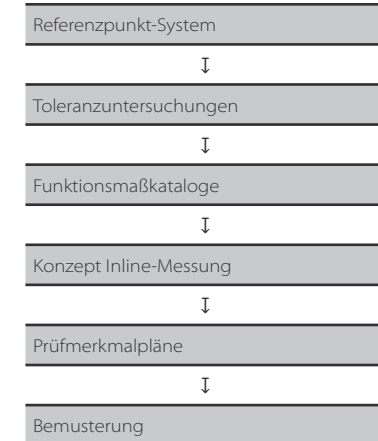 Referenzpunkt-System
↧
Toleranzuntersuchungen
↧
Funktionsmaßkataloge
↧
Konzept Inline-Messung
↧
Prüfmerkmalpläne
↧
Bemusterung